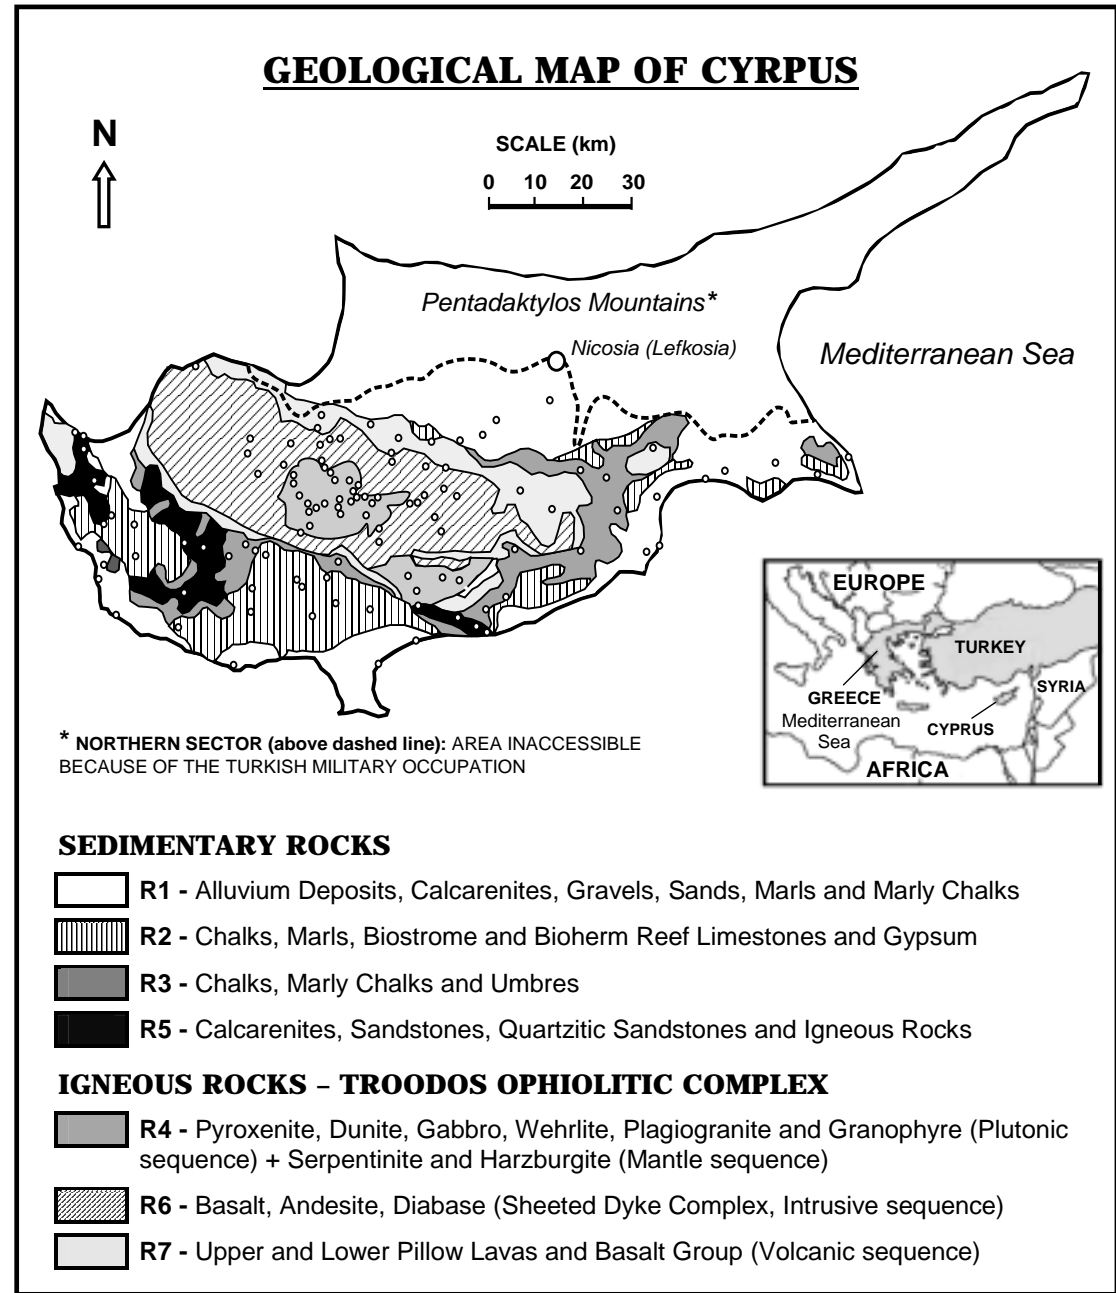 GEOLOGICAL MAP OF CYRPUS
N
SCALE (km)
0 10 20 30
Pentadaktylos Mountains*
Nicosia (Lefkosia)
Mediterranean Sea
EUROPE
TURKEY
GREECE
SYRIA
Mediterranean
Sea
CYPRUS
AFRICA
* NORTHERN SECTOR (above dashed line): AREA INACCESSIBLE
BECAUSE OF THE TURKISH MILITARY OCCUPATION
SEDIMENTARY ROCKS
R1 - Alluvium Deposits, Calcarenites, Gravels, Sands, Marls and Marly Chalks
R2 - Chalks, Marls, Biostrome and Bioherm Reef Limestones and Gypsum
R3 - Chalks, Marly Chalks and Umbres
R5 - Calcarenites, Sandstones, Quartzitic Sandstones and Igneous Rocks
IGNEOUS ROCKS – TROODOS OPHIOLITIC COMPLEX
R4 - Pyroxenite, Dunite, Gabbro, Wehrlite, Plagiogranite and Granophyre (Plutonic
sequence) + Serpentinite and Harzburgite (Mantle sequence)
R6 - Basalt, Andesite, Diabase (Sheeted Dyke Complex, Intrusive sequence)
R7 - Upper and Lower Pillow Lavas and Basalt Group (Volcanic sequence)